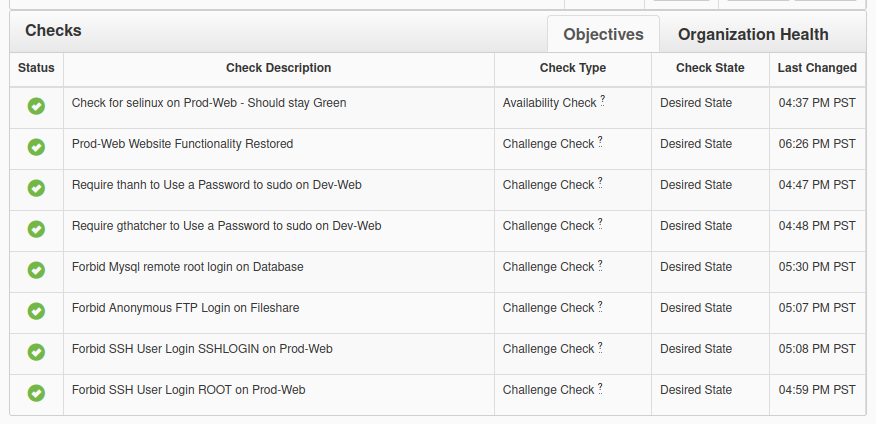 Checks
Objectives Organization Health
Status Check Description Check Type Check State Last Changed
Check for selinux on Prod-Web - Should stay Green Availability Check ? Desired State 04:37 PM PST
Prod-Web Website Functionality Restored Challenge Check ? Desired State 06:26 PM PST
Require thanh to Use a Password to sudo on Dev-Web Challenge Check ? Desired State 04:47 PM PST
Require gthatcher to Use a Password to sudo on Dev-Web Challenge Check ? Desired State 04:48 PM PST
Forbid Mysql remote root login on Database Challenge Check ? Desired State 05:30 PM PST
Forbid Anonymous FTP Login on Fileshare Challenge Check ? Desired State 05:07 PM PST
Forbid SSH User Login SSHLOGIN on Prod-Web Challenge Check ? Desired State 05:08 PM PST
Forbid SSH User Login ROOT on Prod-Web Challenge Check ? Desired State 04:59 PM PST